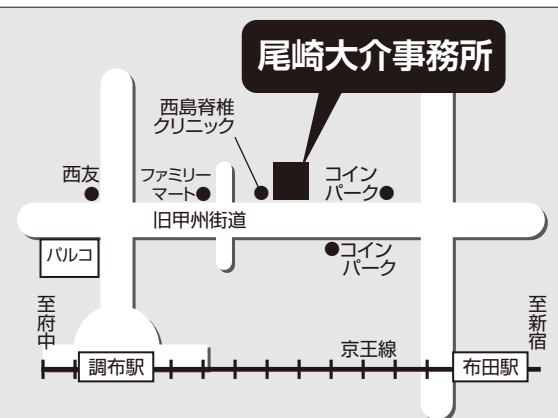 尾崎大介事務所
西島脊椎
クリニック
西友
ファミリー
マート
コイン
パーク
旧甲州街道
パルコ
コイン
パーク
至府中
至新宿
京王線
調布駅
布田駅